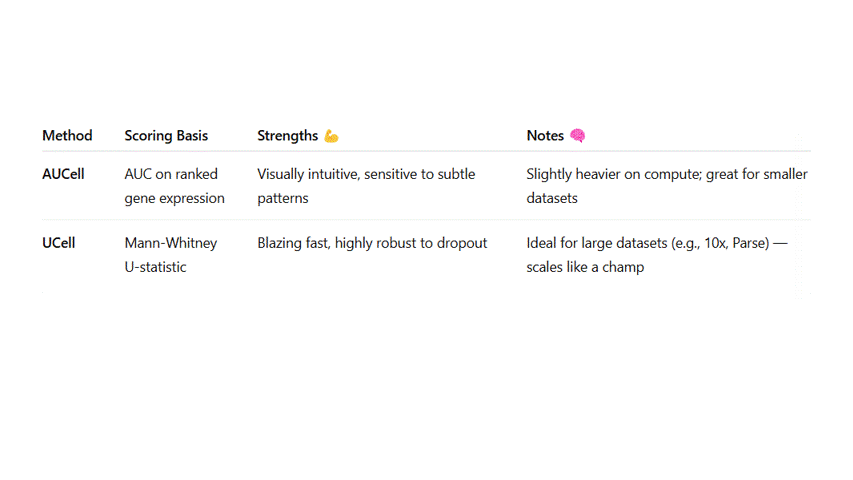 Method Scoring Basis Strengths 💪 Notes 🧠
AUCell AUC on ranked Visually intuitive, sensitive to subtle Slightly heavier on compute; great for smaller
gene expression patterns datasets
UCell Mann-Whitney Blazing fast, highly robust to dropout Ideal for large datasets (e.g., 10x, Parse) —
U-statistic scales like a champ